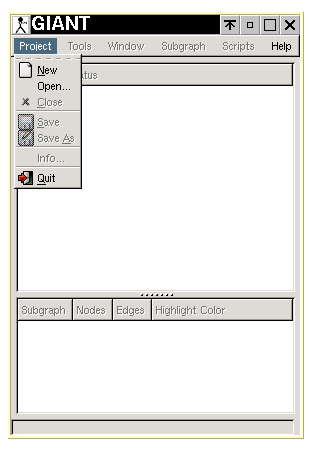 GIANT
Project Tools Window Subgraph Scripts Help
New
Open...
Close
Save
Save As
Info...
Quit
Subgraph Nodes Edges Highlight Color